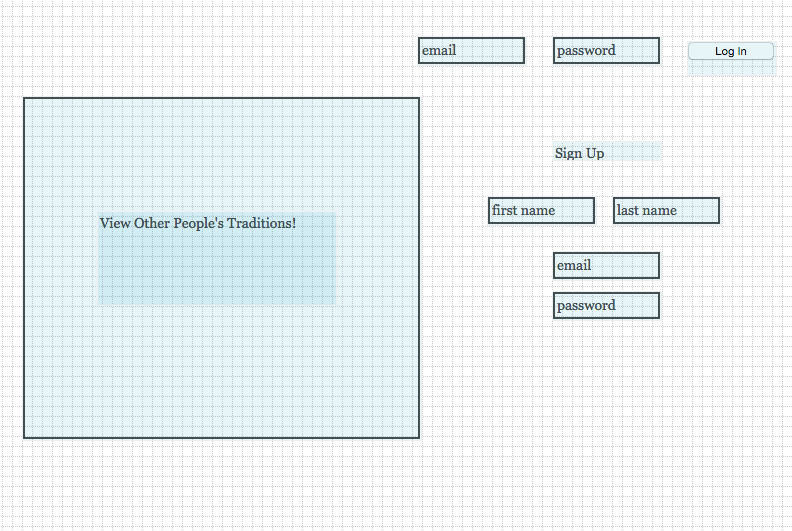 email
password
Log In
Sign Up
View Other People's Traditions!
first name
last name
email
password